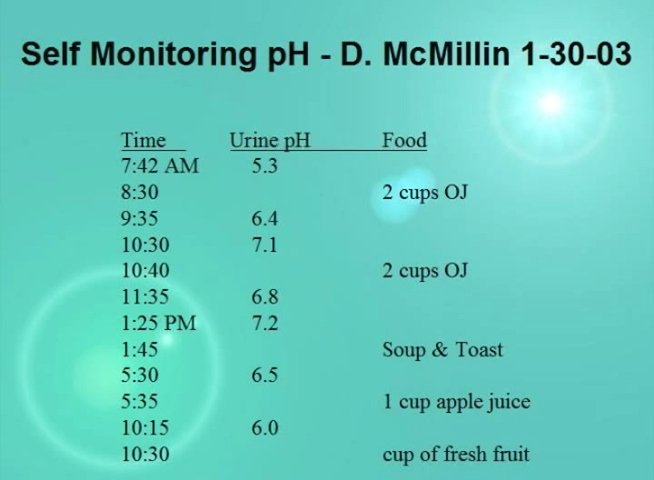 Self Monitoring pH - D. McMillin 1-30-03
Time Urine pH Food
7:42 AM 5.3
8:30 2 cups OJ
9:35 6.4
10:30 7.1
10:40 2 cups OJ
11:35 6.8
1:25 PM 7.2
1:45 Soup & Toast
5:30 6.5
5:35 1 cup apple juice
10:15 6.0
10:30 cup of fresh fruit